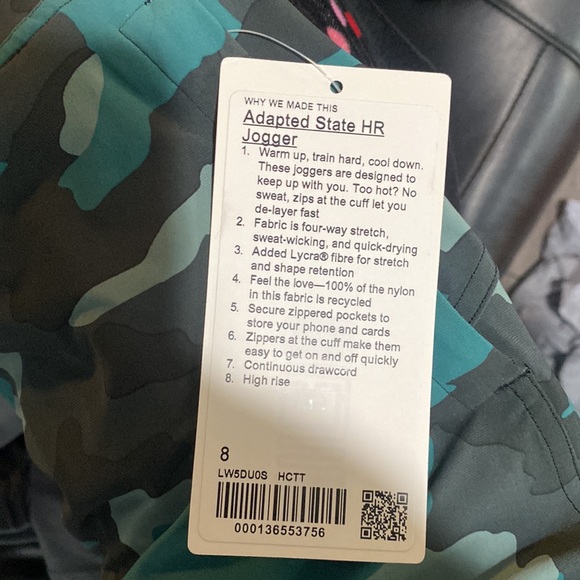 WHY WE MADE THIS
Adapted State HR
Jogger
1. Warm up, train hard, cool down.
These joggers are designed to
keep up with you. Too hot? No
sweat, zips at the cuff let you
de-layer fast
2. Fabric is four-way stretch,
sweat-wicking, and quick-drying
3. Added Lycra® fibre for stretch
and shape retention
4. Feel the love—100% of the nylon
in this fabric is recycled
5. Secure zippered pockets to
store your phone and cards
6. Zippers at the cuff make them
easy to get on and off quickly
7. Continuous drawcord
8. High rise
8
LW5DU0S HCTT
000136553756